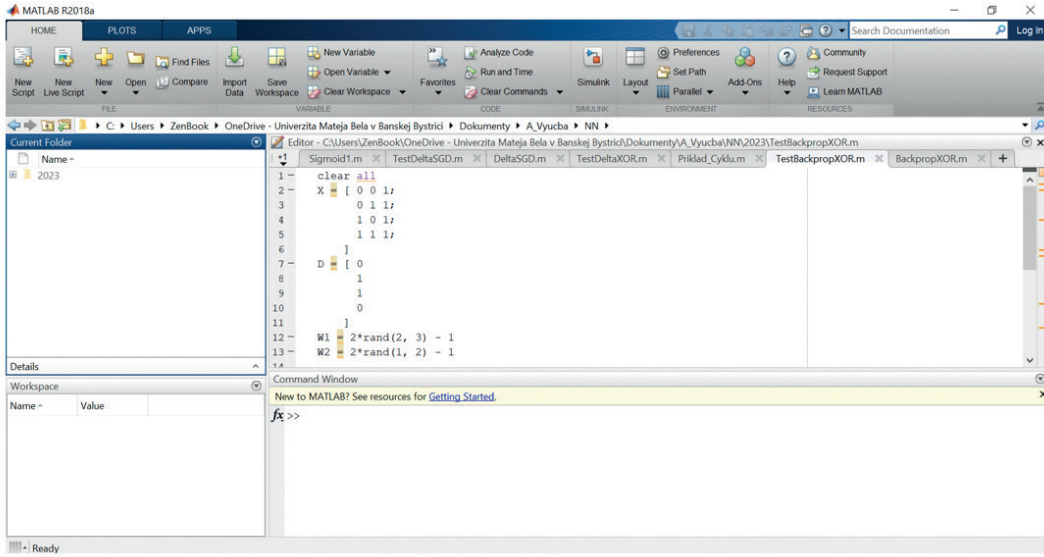 MATLAB R2018a
HOME PLOTS APPS
Search Documentation Log In
New Script
New Live Script
New
Open
Find Files
Compare
Import Data
Save Workspace
New Variable
Open Variable
Clear Workspace
Favorites
Analyze Code
Run and Time
Clear Commands
Simulink
Layout
Preferences
Set Path
Parallel
Add-Ons
Help
Community
Request Support
Learn MATLAB
FILE VARIABLE CODE SIMULINK ENVIRONMENT RESOURCES
C: Users ZenBook OneDrive - Univerzita Mateja Bela v Banskej Bystrici Dokumenty A_Vyucba NN
Current Folder
Name
2023
Details
Workspace
Name Value
Editor - C:\Users\ZenBook\OneDrive - Univerzita Mateja Bela v Banskej Bystrici\Dokumenty\A_Vyucba\NN\2023\TestBackpropXOR.m
+1 Sigmoid1.m TestDeltaSGD.m DeltaSGD.m TestDeltaXOR.m Priklad_Cyklu.m TestBackpropXOR.m BackpropXOR.m +
1 - clear all
2 - X = [ 0 0 1;
3 0 1 1;
4 1 0 1;
5 1 1 1;
6 ]
7 - D = [ 0
8 1
9 1
10 0
11 ]
12 - W1 = 2*rand(2, 3) - 1
13 - W2 = 2*rand(1, 2) - 1
14
Command Window
New to MATLAB? See resources for Getting Started.
fx >>
Ready